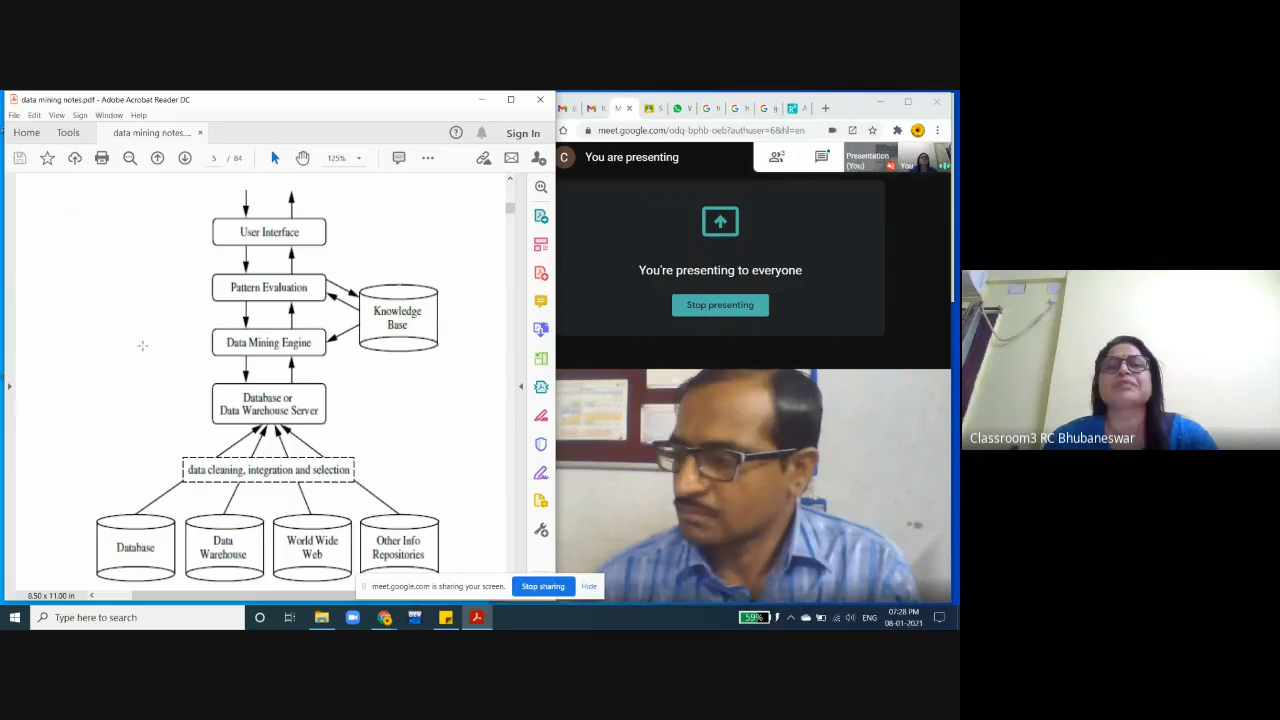 data mining notes.pdf - Adobe Acrobat Reader DC
File Edit View Sign Window Help
Home Tools data mining notes.... × Sign In
5 / 84 125%
User Interface
Pattern Evaluation
Knowledge
Base
Data Mining Engine
Database or
Data Warehouse Server
data cleaning, integration and selection
Database
Data
Warehouse
World Wide
Web
Other Info
Repositories
8.50 x 11.00 in
meet.google.com is sharing your screen. Stop sharing Hide
meet.google.com/odq-bphb-oeb?authuser=6&hl=en
C You are presenting
3
Presentation
(You)
You
You're presenting to everyone
Stop presenting
Classroom3 RC Bhubaneswar
Type here to search
59%
ENG
07:28 PM
08-01-2021